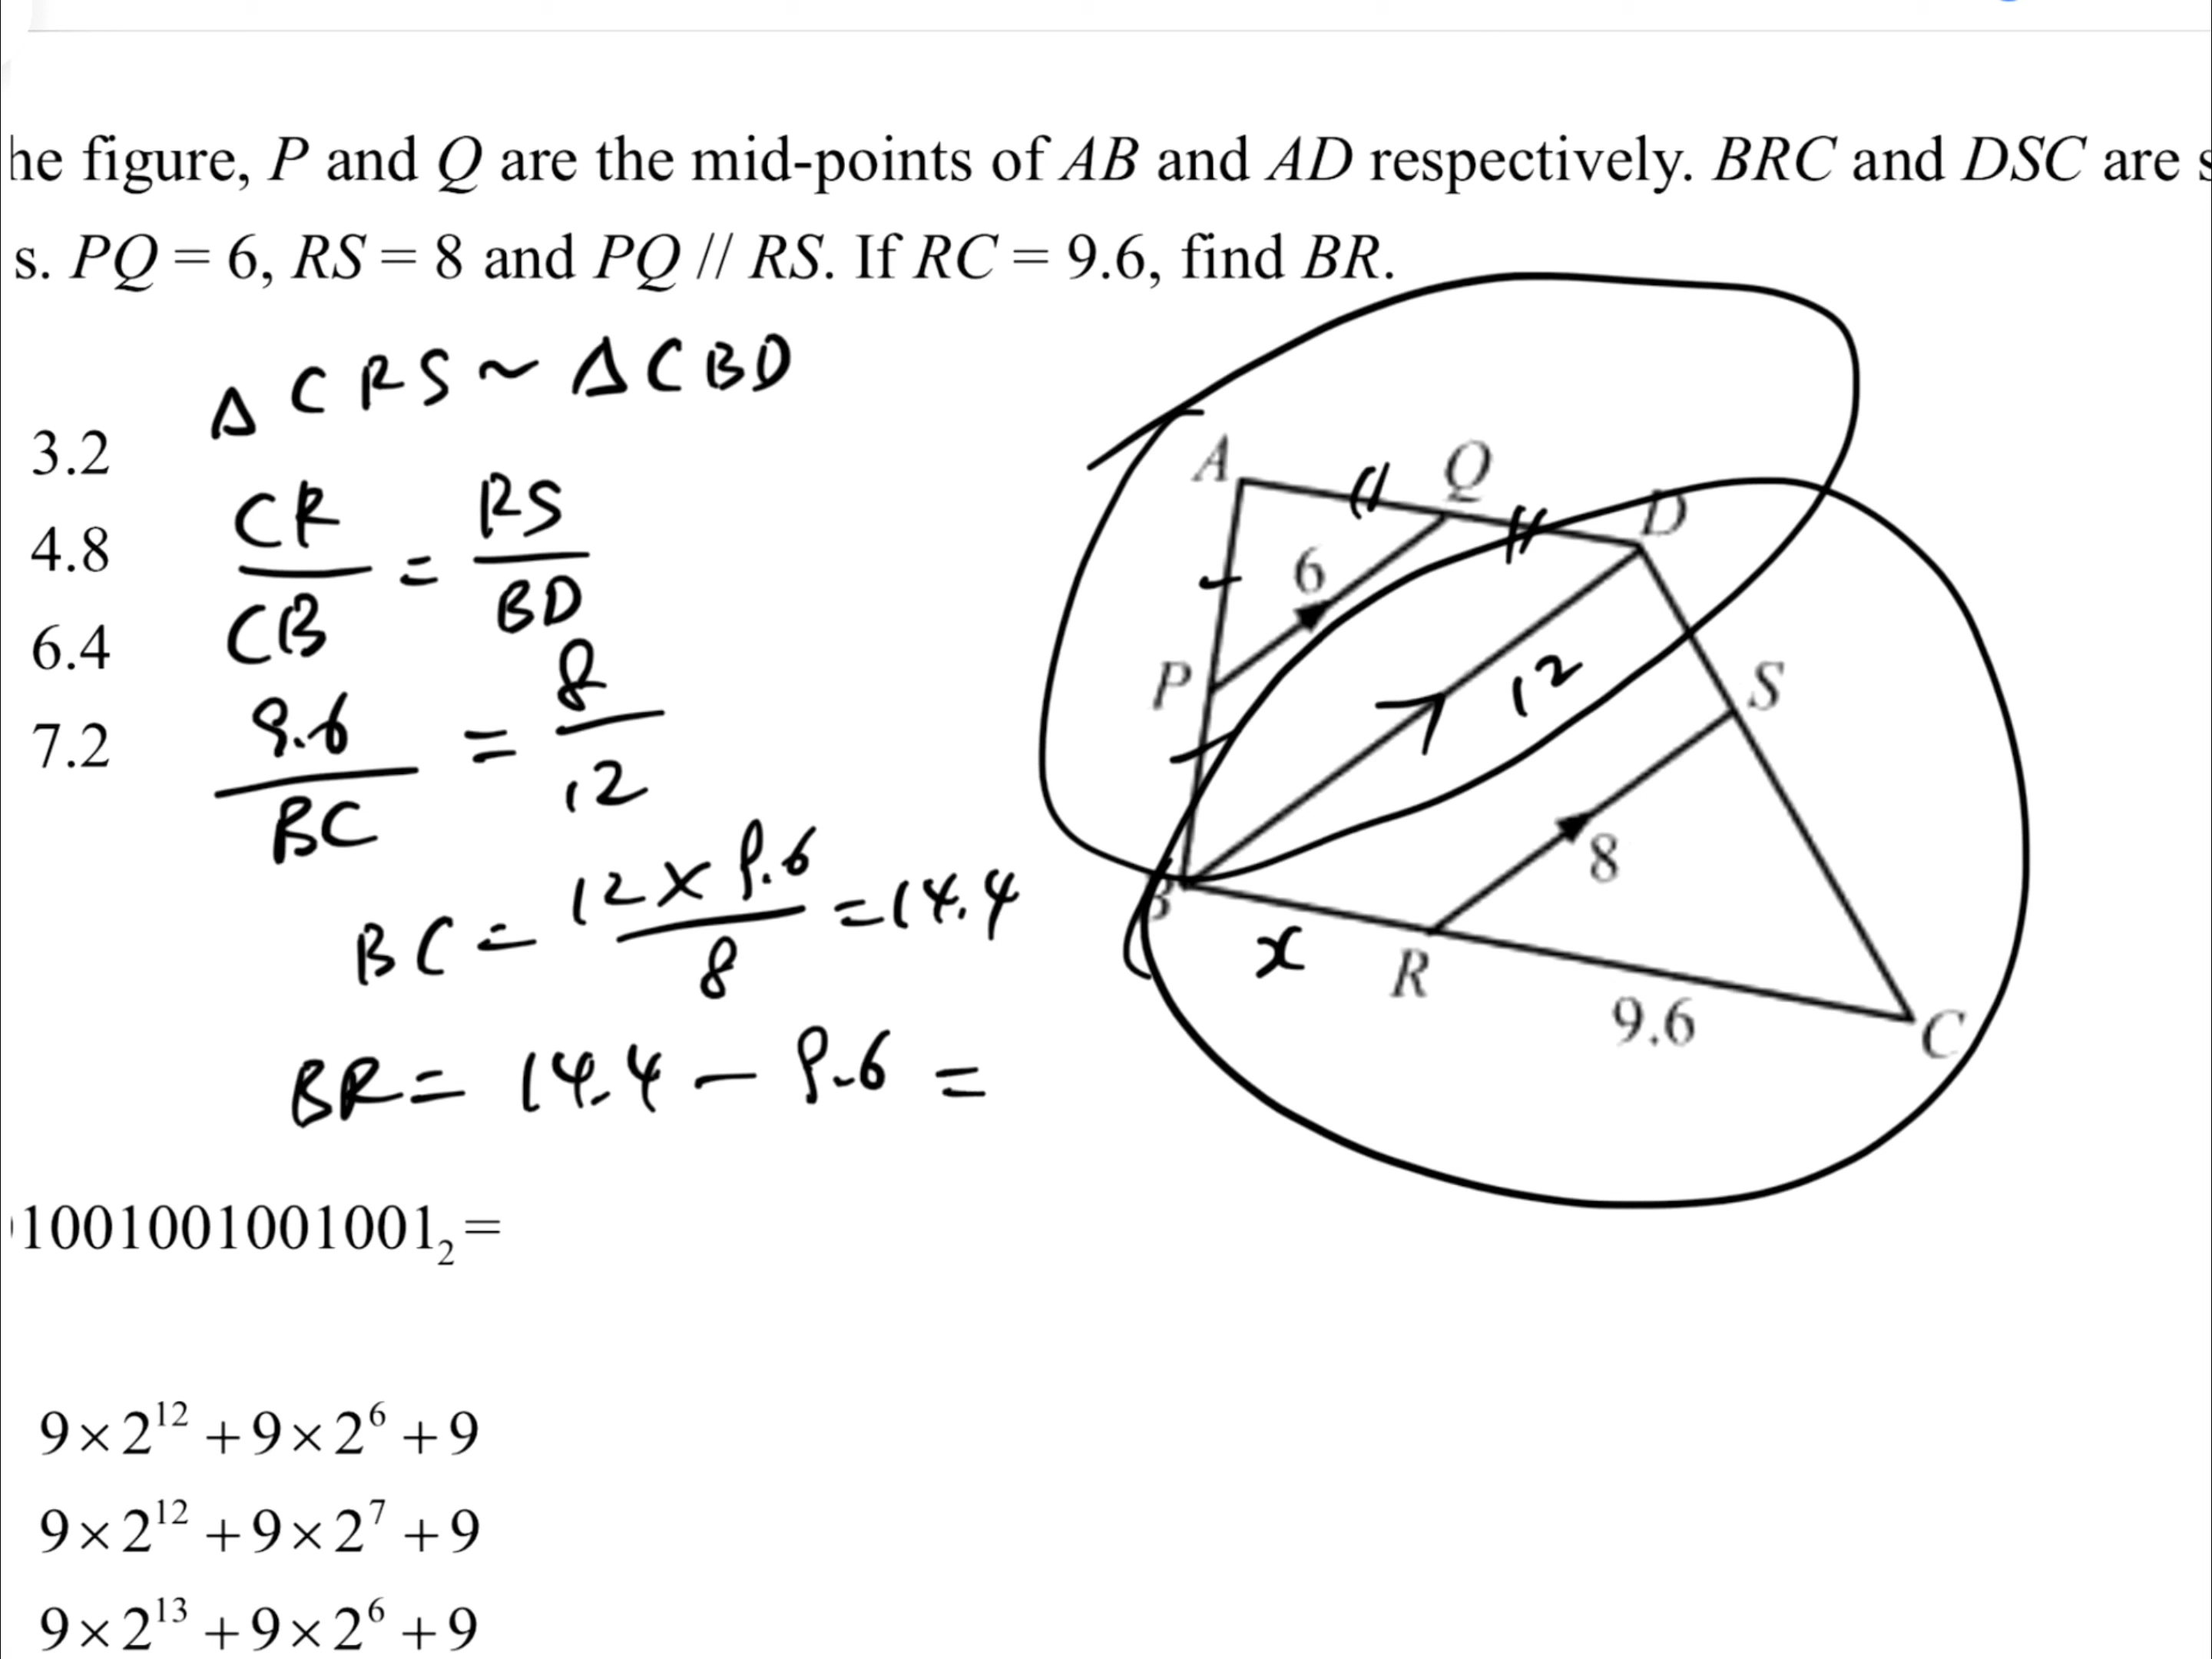 he figure, P and Q are the mid-points of AB and AD respectively. BRC and DSC are s
s. PQ = 6, RS = 8 and PQ // RS. If RC = 9.6, find BR.
Δ CRS ~ ΔCBD
3.2
4.8
6.4
7.2
CR/CB = RS/BD
9.6/BC = 8/12
BC = 12 × 9.6/8 = 14.4
BR = 14.4 − 9.6 =
A
Q
D
6
P
12
S
8
B
x
R
9.6
C
1001001001001₂ =
9×2¹² + 9×2⁶ + 9
9×2¹² + 9×2⁷ + 9
9×2¹³ + 9×2⁶ + 9